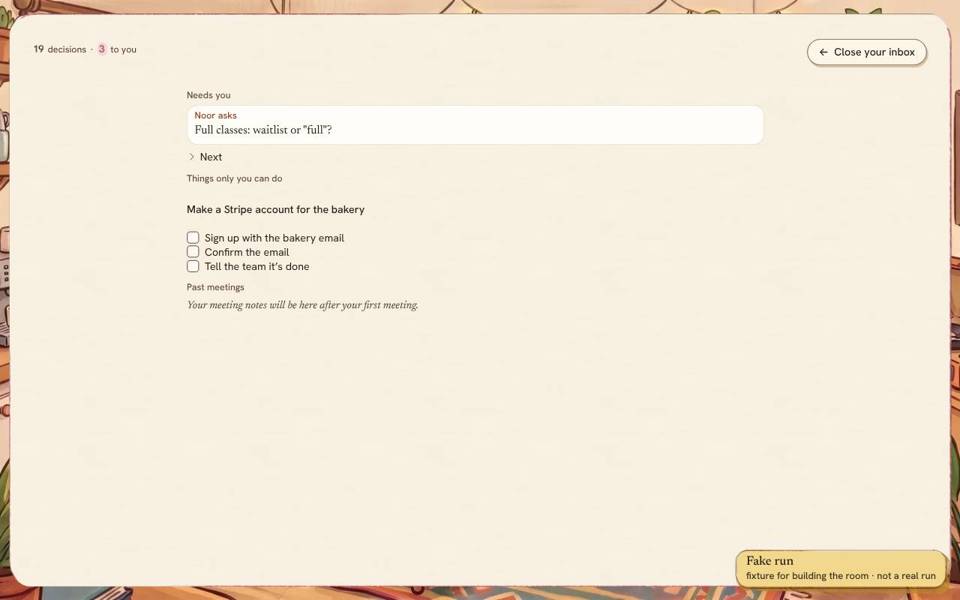 19 decisions · 3 to you
← Close your inbox
Needs you
Noor asks
Full classes: waitlist or "full"?
Next
Things only you can do
Make a Stripe account for the bakery
Sign up with the bakery email
Confirm the email
Tell the team it’s done
Past meetings
Your meeting notes will be here after your first meeting.
Fake run
fixture for building the room · not a real run